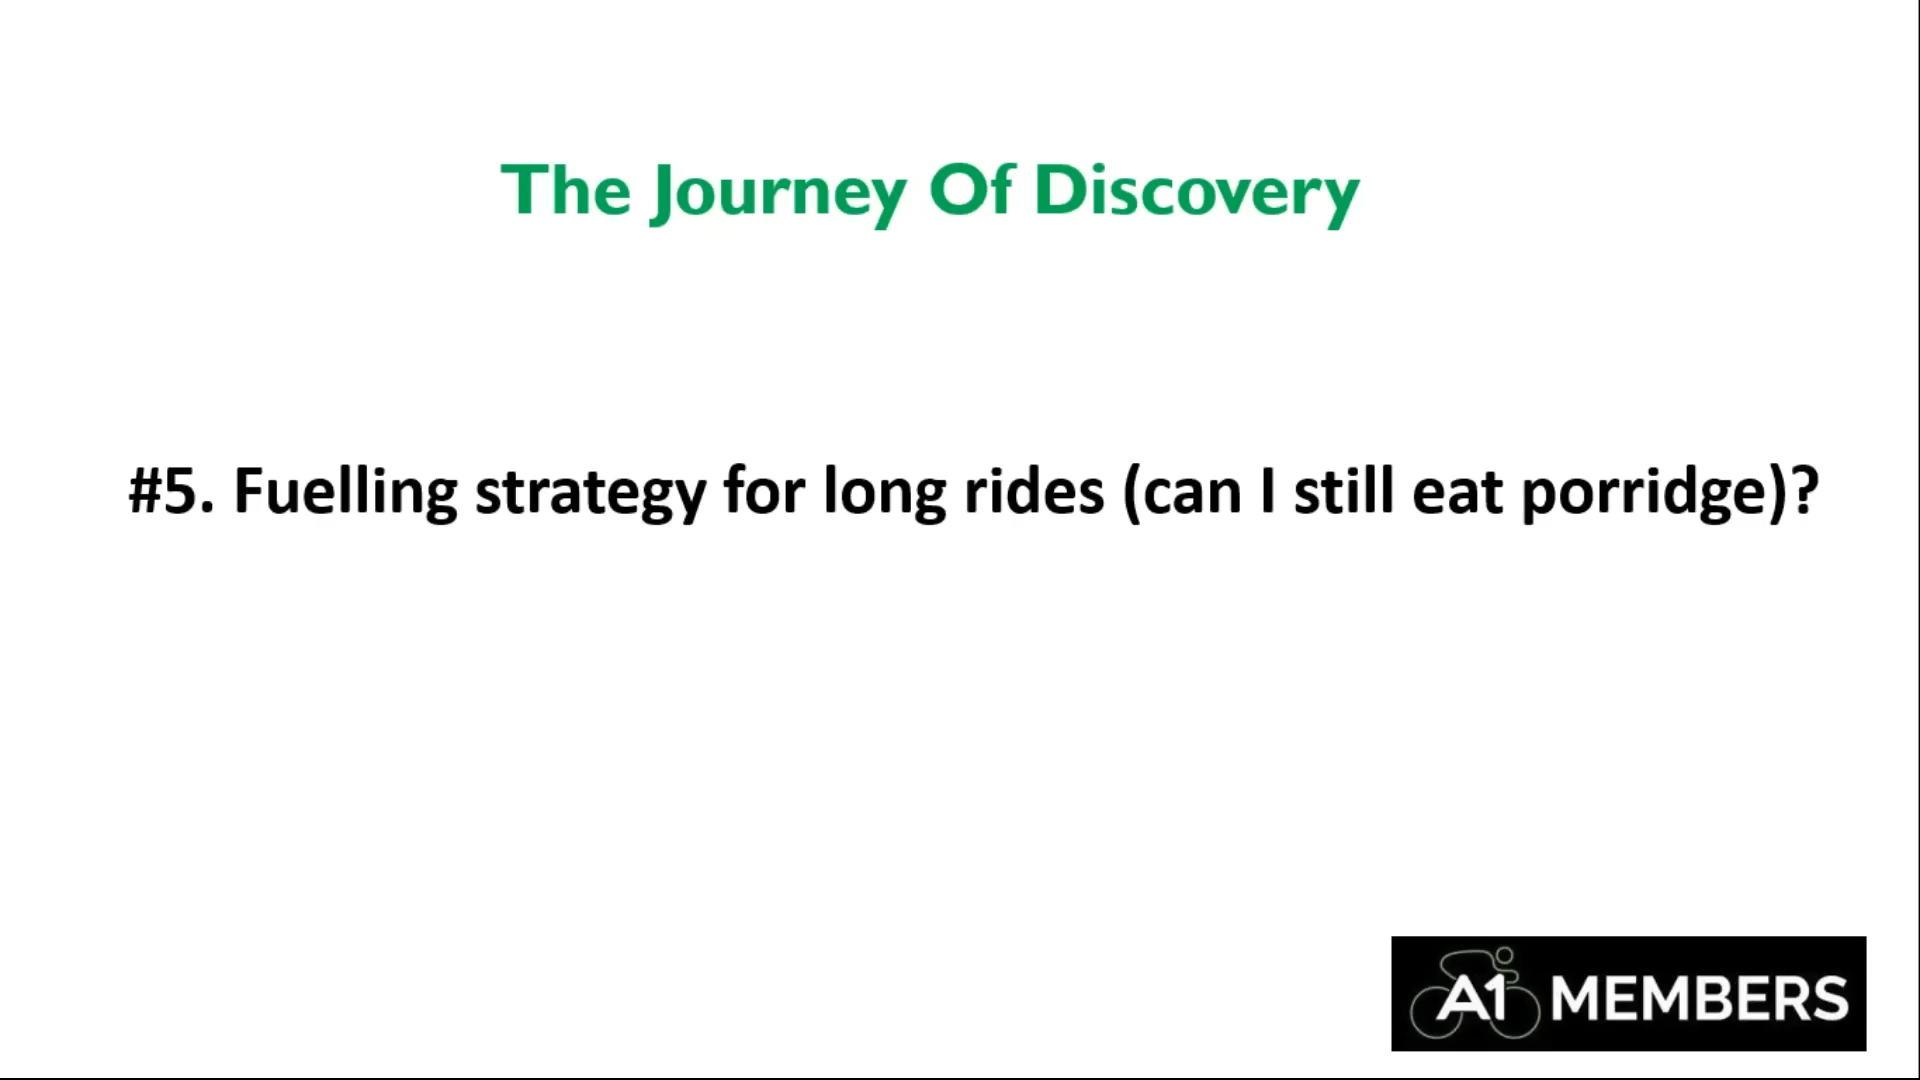 The Journey Of Discovery
#5. Fuelling strategy for long rides (can I still eat porridge)?
A1 MEMBERS